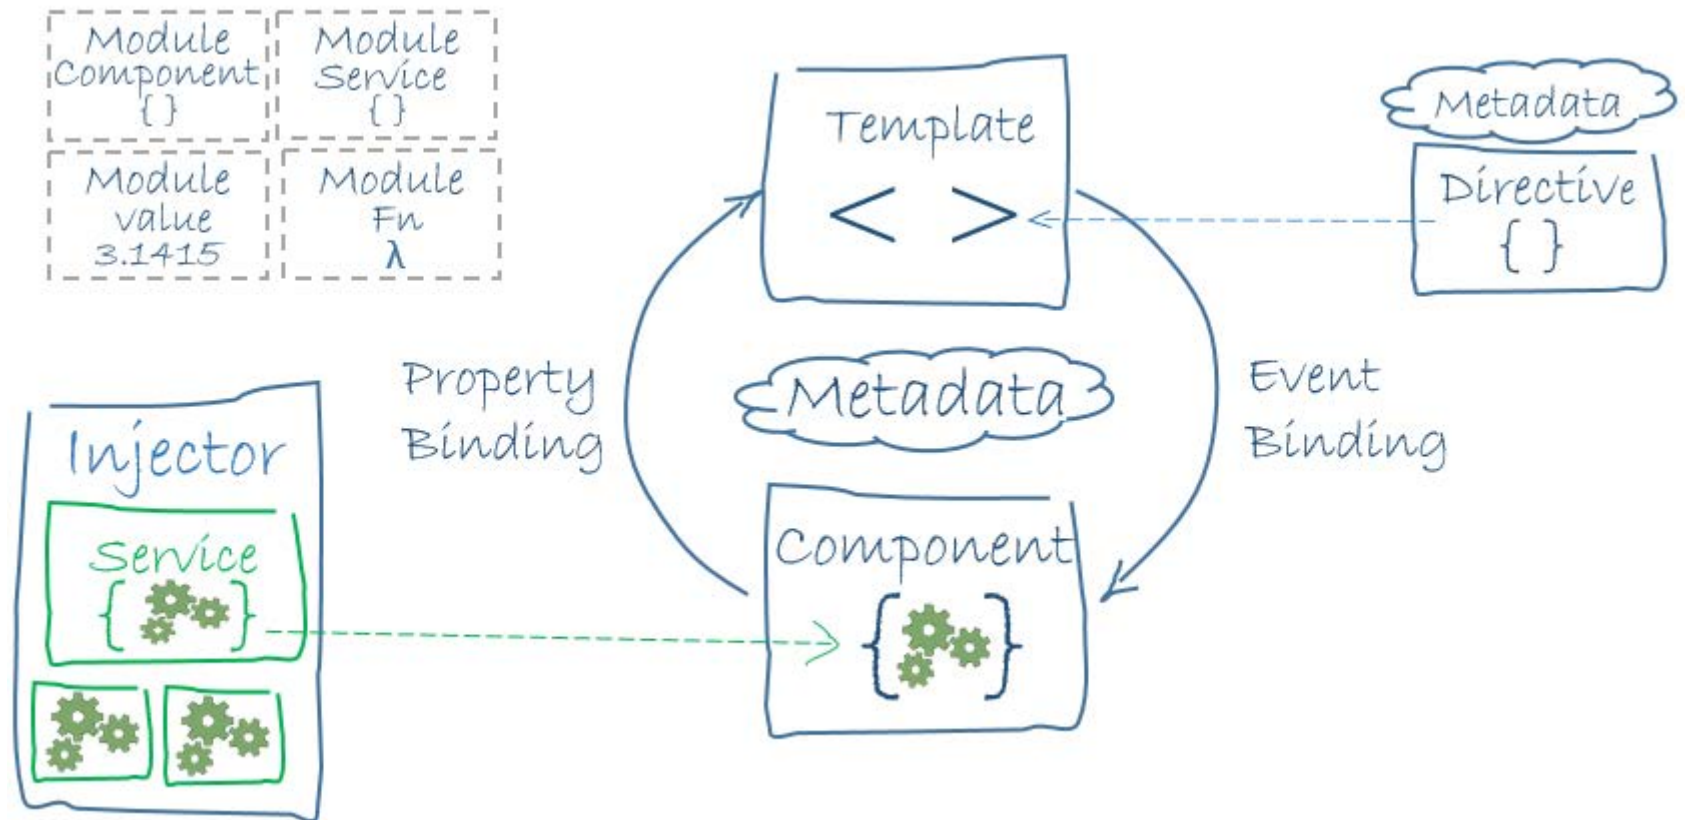 Module
Component
{ }
Module
Service
{ }
Module
value
3.1415
Module
Fn
λ
Template
< >
Metadata
Directive
{ }
Property
Binding
Metadata
Event
Binding
Injector
Service
{ }
Component
{ }